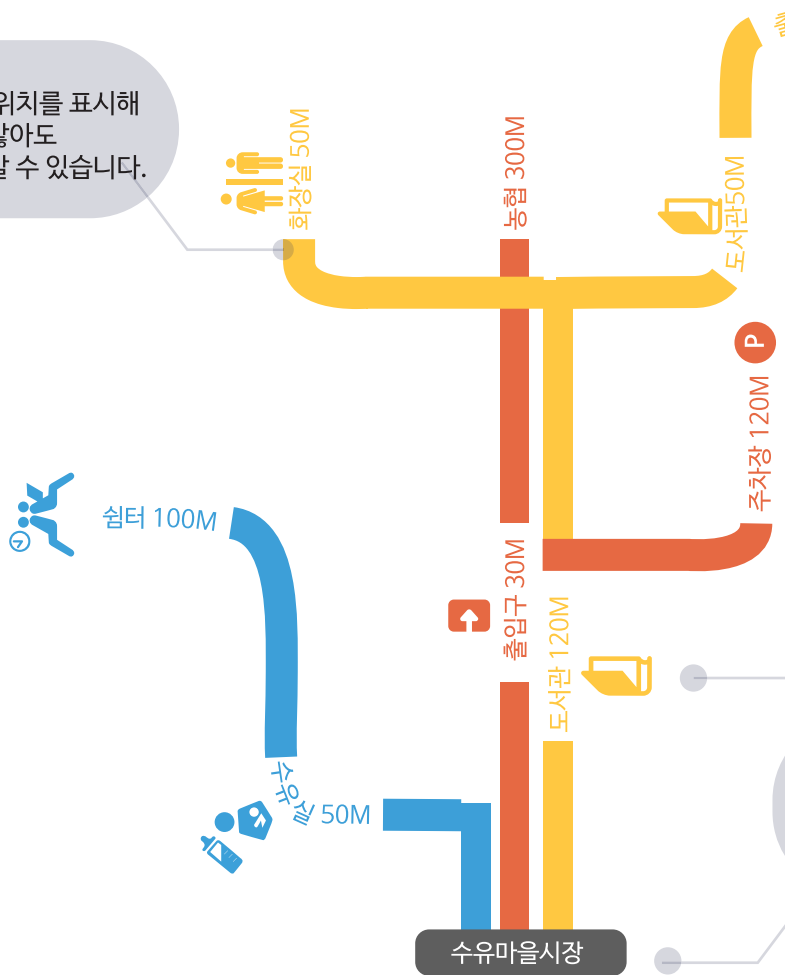 위치를 표시해
않아도
수 있습니다.
화장실 50M
농협 300M
도서관50M
P
주차장 120M
쉼터 100M
출입구 30M
도서관 120M
수유실 50M
수유마을시장